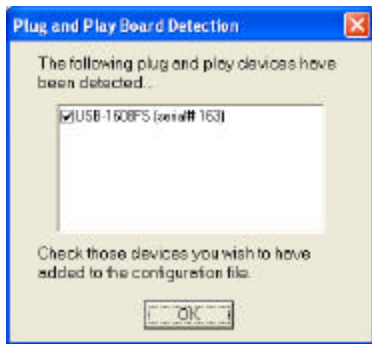 Plug and Play Board Detection
The following plug and play devices have
been detected...
USB-1608FS (serial# 163)
Check those devices you wish to have
added to the configuration file.
OK